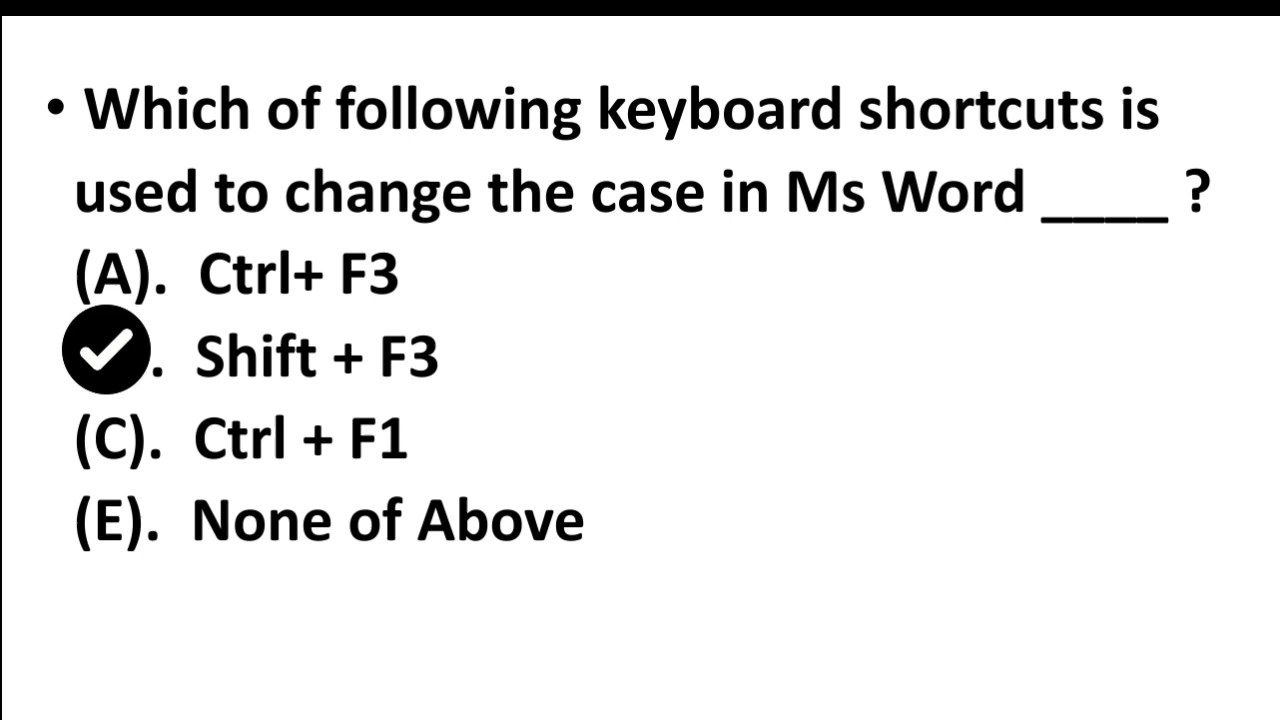 • Which of following keyboard shortcuts is
used to change the case in Ms Word ____ ?
(A). Ctrl+ F3
. Shift + F3
(C). Ctrl + F1
(E). None of Above